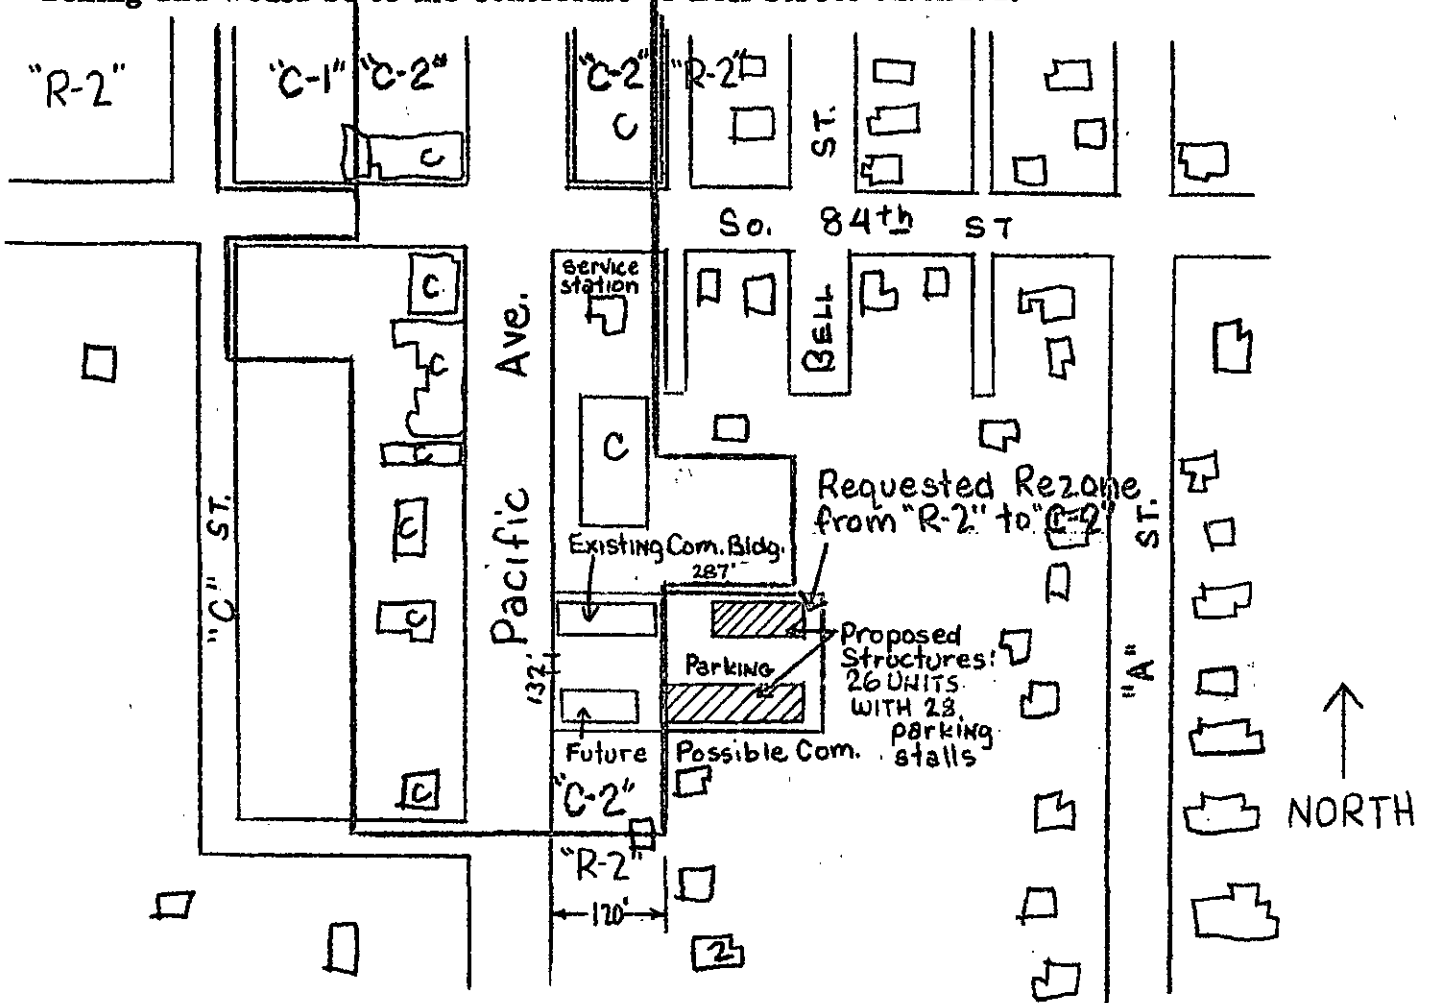 "R-2"
"C-1" "C-2"
"C-2" "R-2"
C
C
ST.
So. 84th ST
service
station
BELL
C
C
C
C
C
C
C
Pacific Ave.
"C" ST.
"A" ST.
Requested Rezone
from "R-2" to "C-2"
Existing Com. Bldg.
287'
132'
Parking
Proposed
Structures:
26 UNITS
WITH 28
parking
stalls
Future Possible Com.
"C-2"
"R-2"
120'
2
NORTH